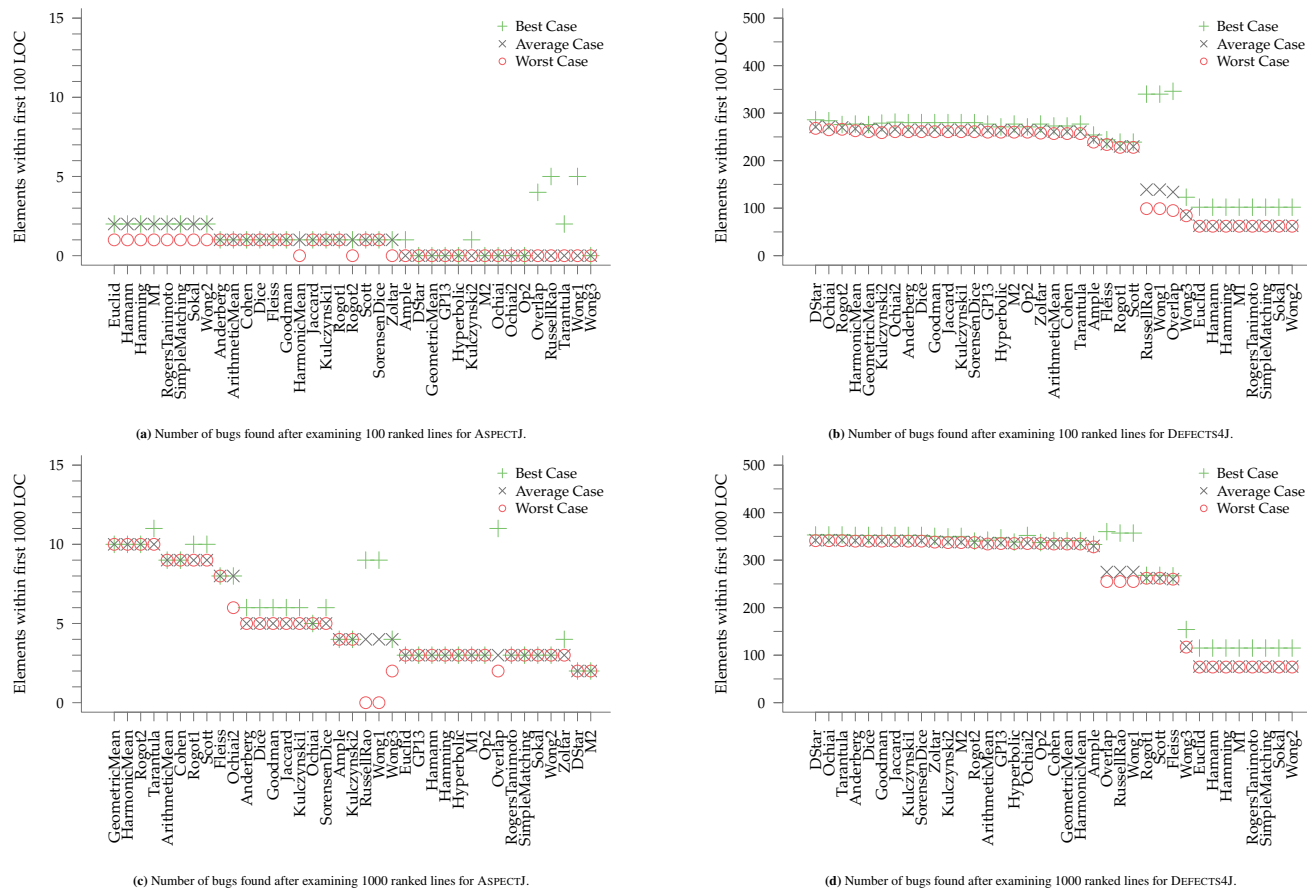 Elements within first 100 LOC
15
10
5
0
Best Case
Average Case
Worst Case
Euclid
Hamann
Hamming
M1
RogersTanimoto
SimpleMatching
Sokal
Wong2
Anderberg
ArithmeticMean
Cohen
Dice
Fleiss
Goodman
HarmonicMean
Jaccard
Kulczynski1
Rogot1
Rogot2
Scott
SorensenDice
Zoltar
Ample
DStar
GeometricMean
GP13
Hyperbolic
Kulczynski2
M2
Ochiai
Ochiai2
Op2
Overlap
RussellRao
Tarantula
Wong1
Wong3
(a) Number of bugs found after examining 100 ranked lines for ASPECTJ.
Elements within first 100 LOC
500
400
300
200
100
0
Best Case
Average Case
Worst Case
DStar
Ochiai
Rogot2
HarmonicMean
GeometricMean
Kulczynski2
Ochiai2
Anderberg
Dice
Goodman
Jaccard
Kulczynski1
SorensenDice
GP13
Hyperbolic
M2
Op2
Zoltar
ArithmeticMean
Cohen
Tarantula
Ample
Fleiss
Rogot1
Scott
RussellRao
Wong1
Overlap
Wong3
Euclid
Hamann
Hamming
M1
RogersTanimoto
SimpleMatching
Sokal
Wong2
(b) Number of bugs found after examining 100 ranked lines for DEFECTS4J.
Elements within first 1000 LOC
15
10
5
0
Best Case
Average Case
Worst Case
GeometricMean
HarmonicMean
Rogot2
Tarantula
ArithmeticMean
Cohen
Rogot1
Scott
Fleiss
Ochiai2
Anderberg
Dice
Goodman
Jaccard
Kulczynski1
Ochiai
SorensenDice
Ample
Kulczynski2
RussellRao
Wong1
Wong3
Euclid
GP13
Hamann
Hamming
Hyperbolic
M1
Op2
Overlap
RogersTanimoto
SimpleMatching
Sokal
Wong2
Zoltar
DStar
M2
(c) Number of bugs found after examining 1000 ranked lines for ASPECTJ.
Elements within first 1000 LOC
500
400
300
200
100
0
Best Case
Average Case
Worst Case
DStar
Ochiai
Tarantula
Anderberg
Dice
Goodman
Jaccard
Kulczynski1
SorensenDice
Zoltar
Kulczynski2
M2
Rogot2
ArithmeticMean
GP13
Hyperbolic
Ochiai2
Op2
Cohen
GeometricMean
HarmonicMean
Ample
Overlap
RussellRao
Wong1
Rogot1
Scott
Fleiss
Wong3
Euclid
Hamann
Hamming
M1
RogersTanimoto
SimpleMatching
Sokal
Wong2
(d) Number of bugs found after examining 1000 ranked lines for DEFECTS4J.